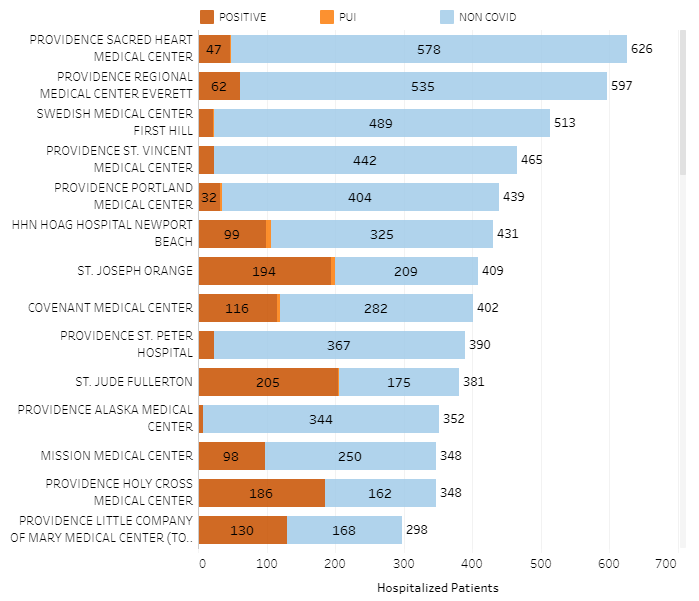 POSITIVE PUI NON COVID
PROVIDENCE SACRED HEART
MEDICAL CENTER
47 578 626
PROVIDENCE REGIONAL
MEDICAL CENTER EVERETT
62 535 597
SWEDISH MEDICAL CENTER
FIRST HILL
489 513
PROVIDENCE ST. VINCENT
MEDICAL CENTER
442 465
PROVIDENCE PORTLAND
MEDICAL CENTER
32 404 439
HHN HOAG HOSPITAL NEWPORT
BEACH
99 325 431
ST. JOSEPH ORANGE
194 209 409
COVENANT MEDICAL CENTER
116 282 402
PROVIDENCE ST. PETER
HOSPITAL
367 390
ST. JUDE FULLERTON
205 175 381
PROVIDENCE ALASKA MEDICAL
CENTER
344 352
MISSION MEDICAL CENTER
98 250 348
PROVIDENCE HOLY CROSS
MEDICAL CENTER
186 162 348
PROVIDENCE LITTLE COMPANY
OF MARY MEDICAL CENTER (TO..
130 168 298
0 100 200 300 400 500 600 700
Hospitalized Patients